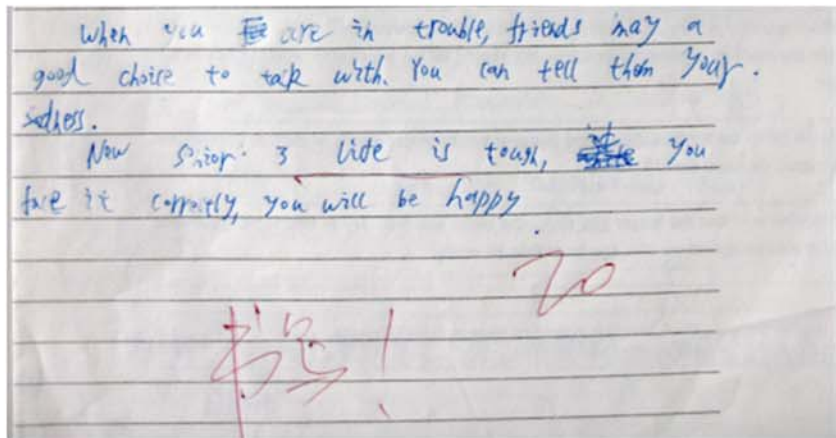 When you are in trouble, friends may a
good choice to talk with. You can tell them your
sadness.
Now Senior 3 life is tough, if you
face it correctly, you will be happy.
20
书写!